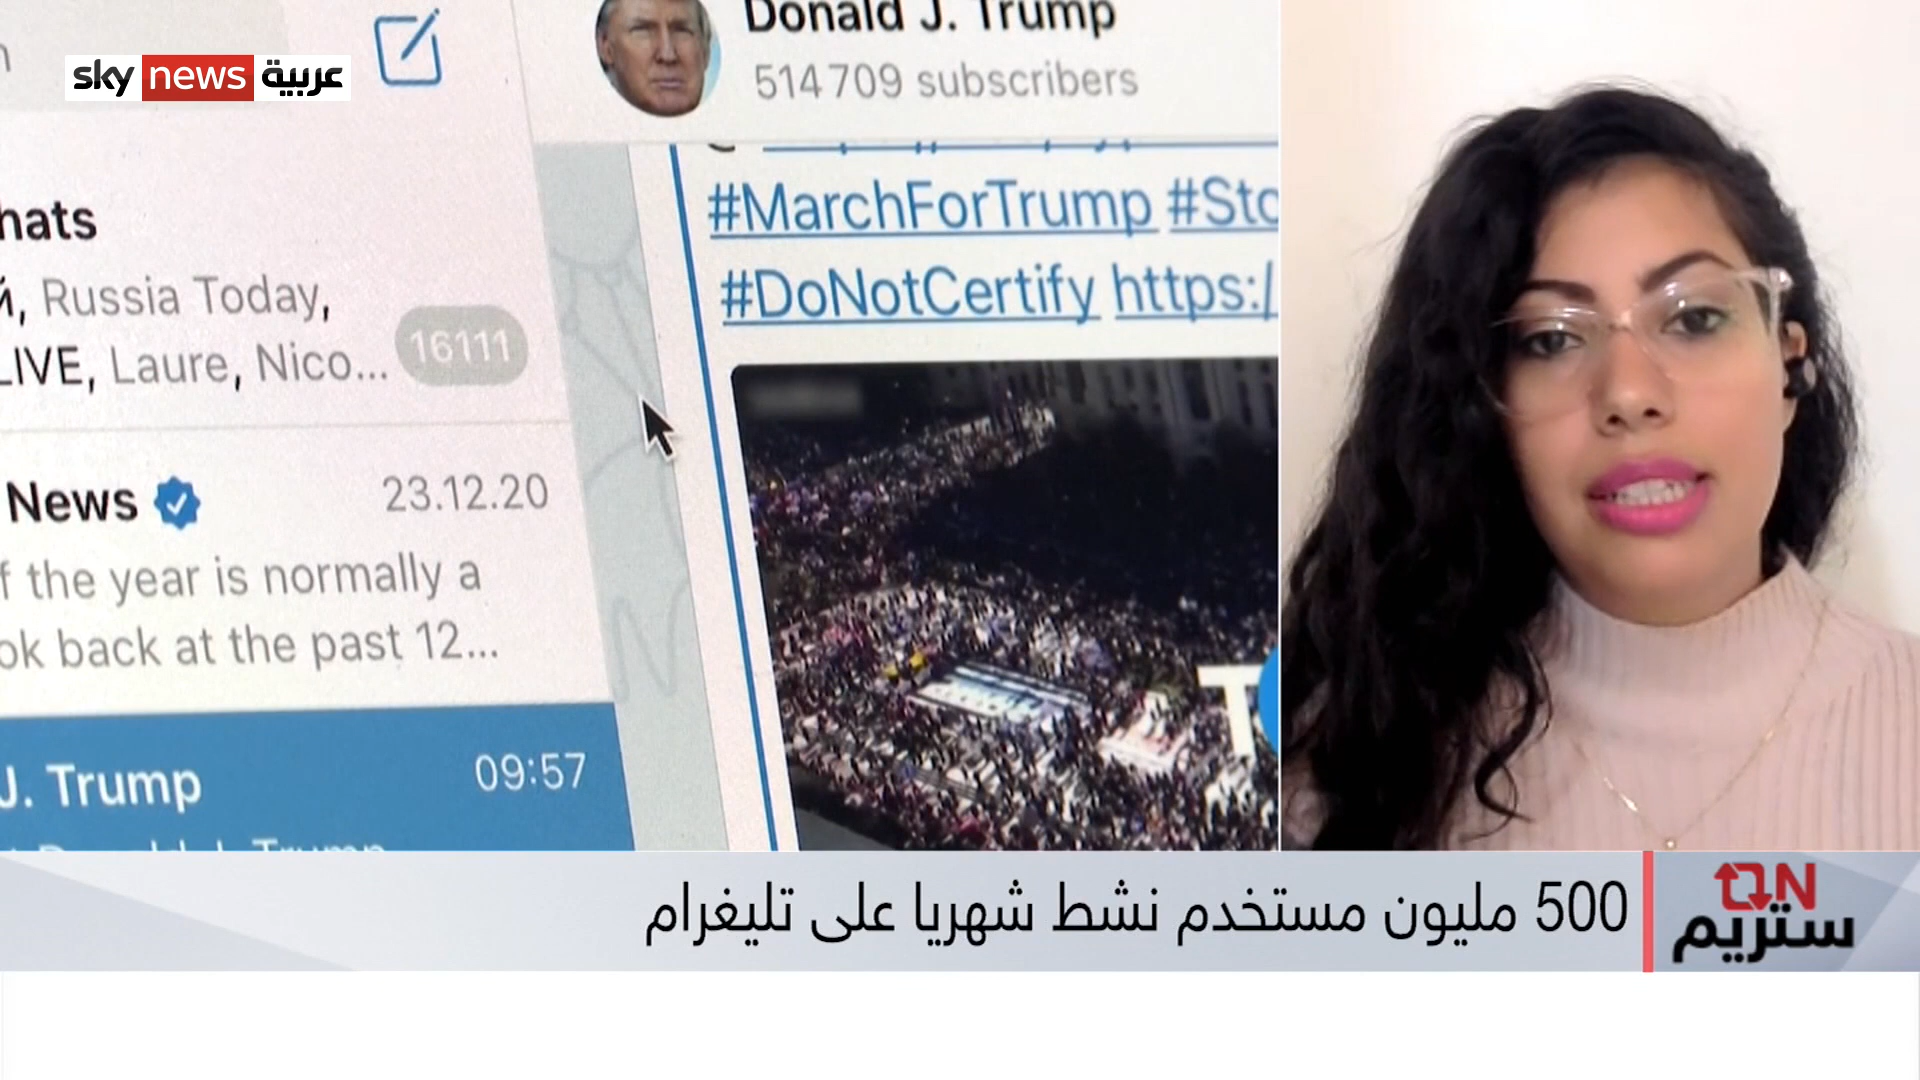 sky news عربية
Donald J. Trump
514 709 subscribers
#MarchForTrump
#DoNotCertify https:/
hats
Russia Today,
LIVE, Laure, Nico...
16111
News
23.12.20
f the year is normally a
ok back at the past 12...
J. Trump
09:57
500 مليون مستخدم نشط شهريا على تليغرام
ON
ستريم